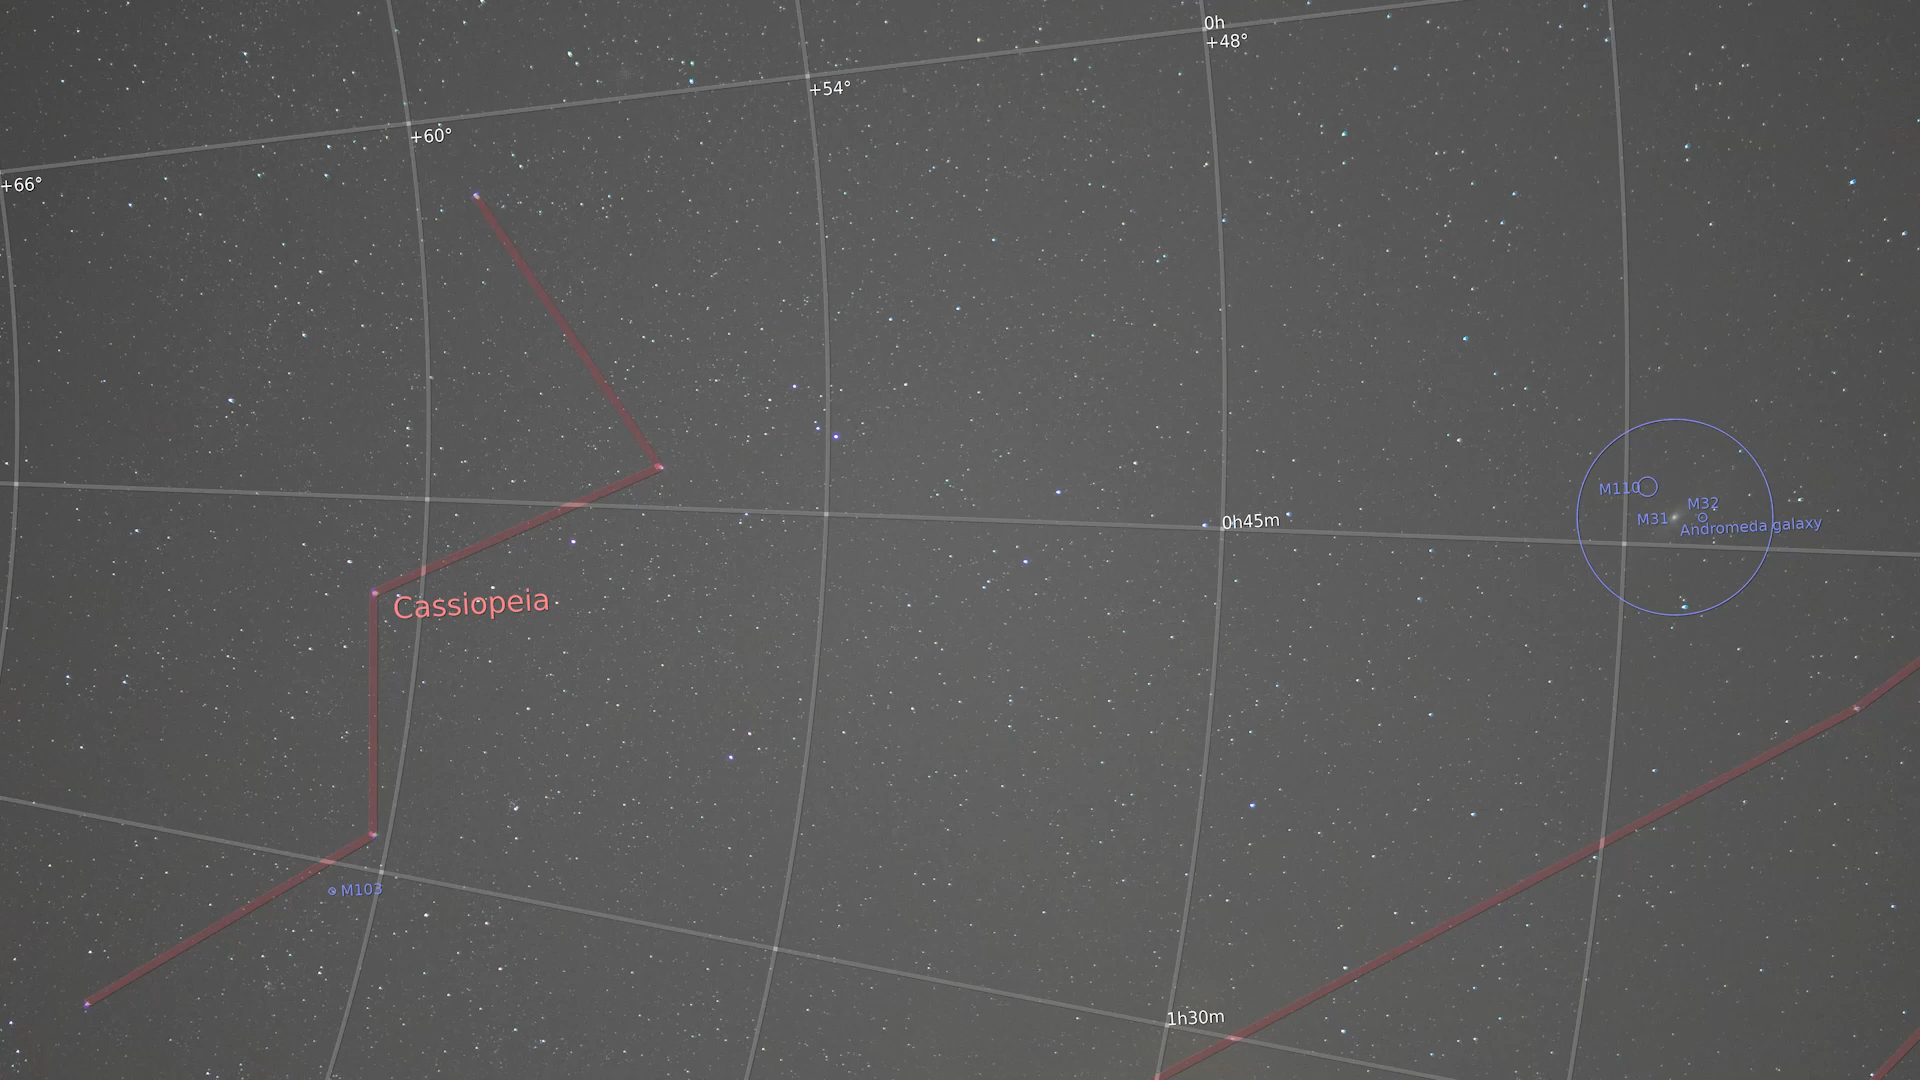 0h
+48°
+54°
+60°
+66°
M110
M32
M31
0h45m
Andromeda galaxy
Cassiopeia
M103
1h30m